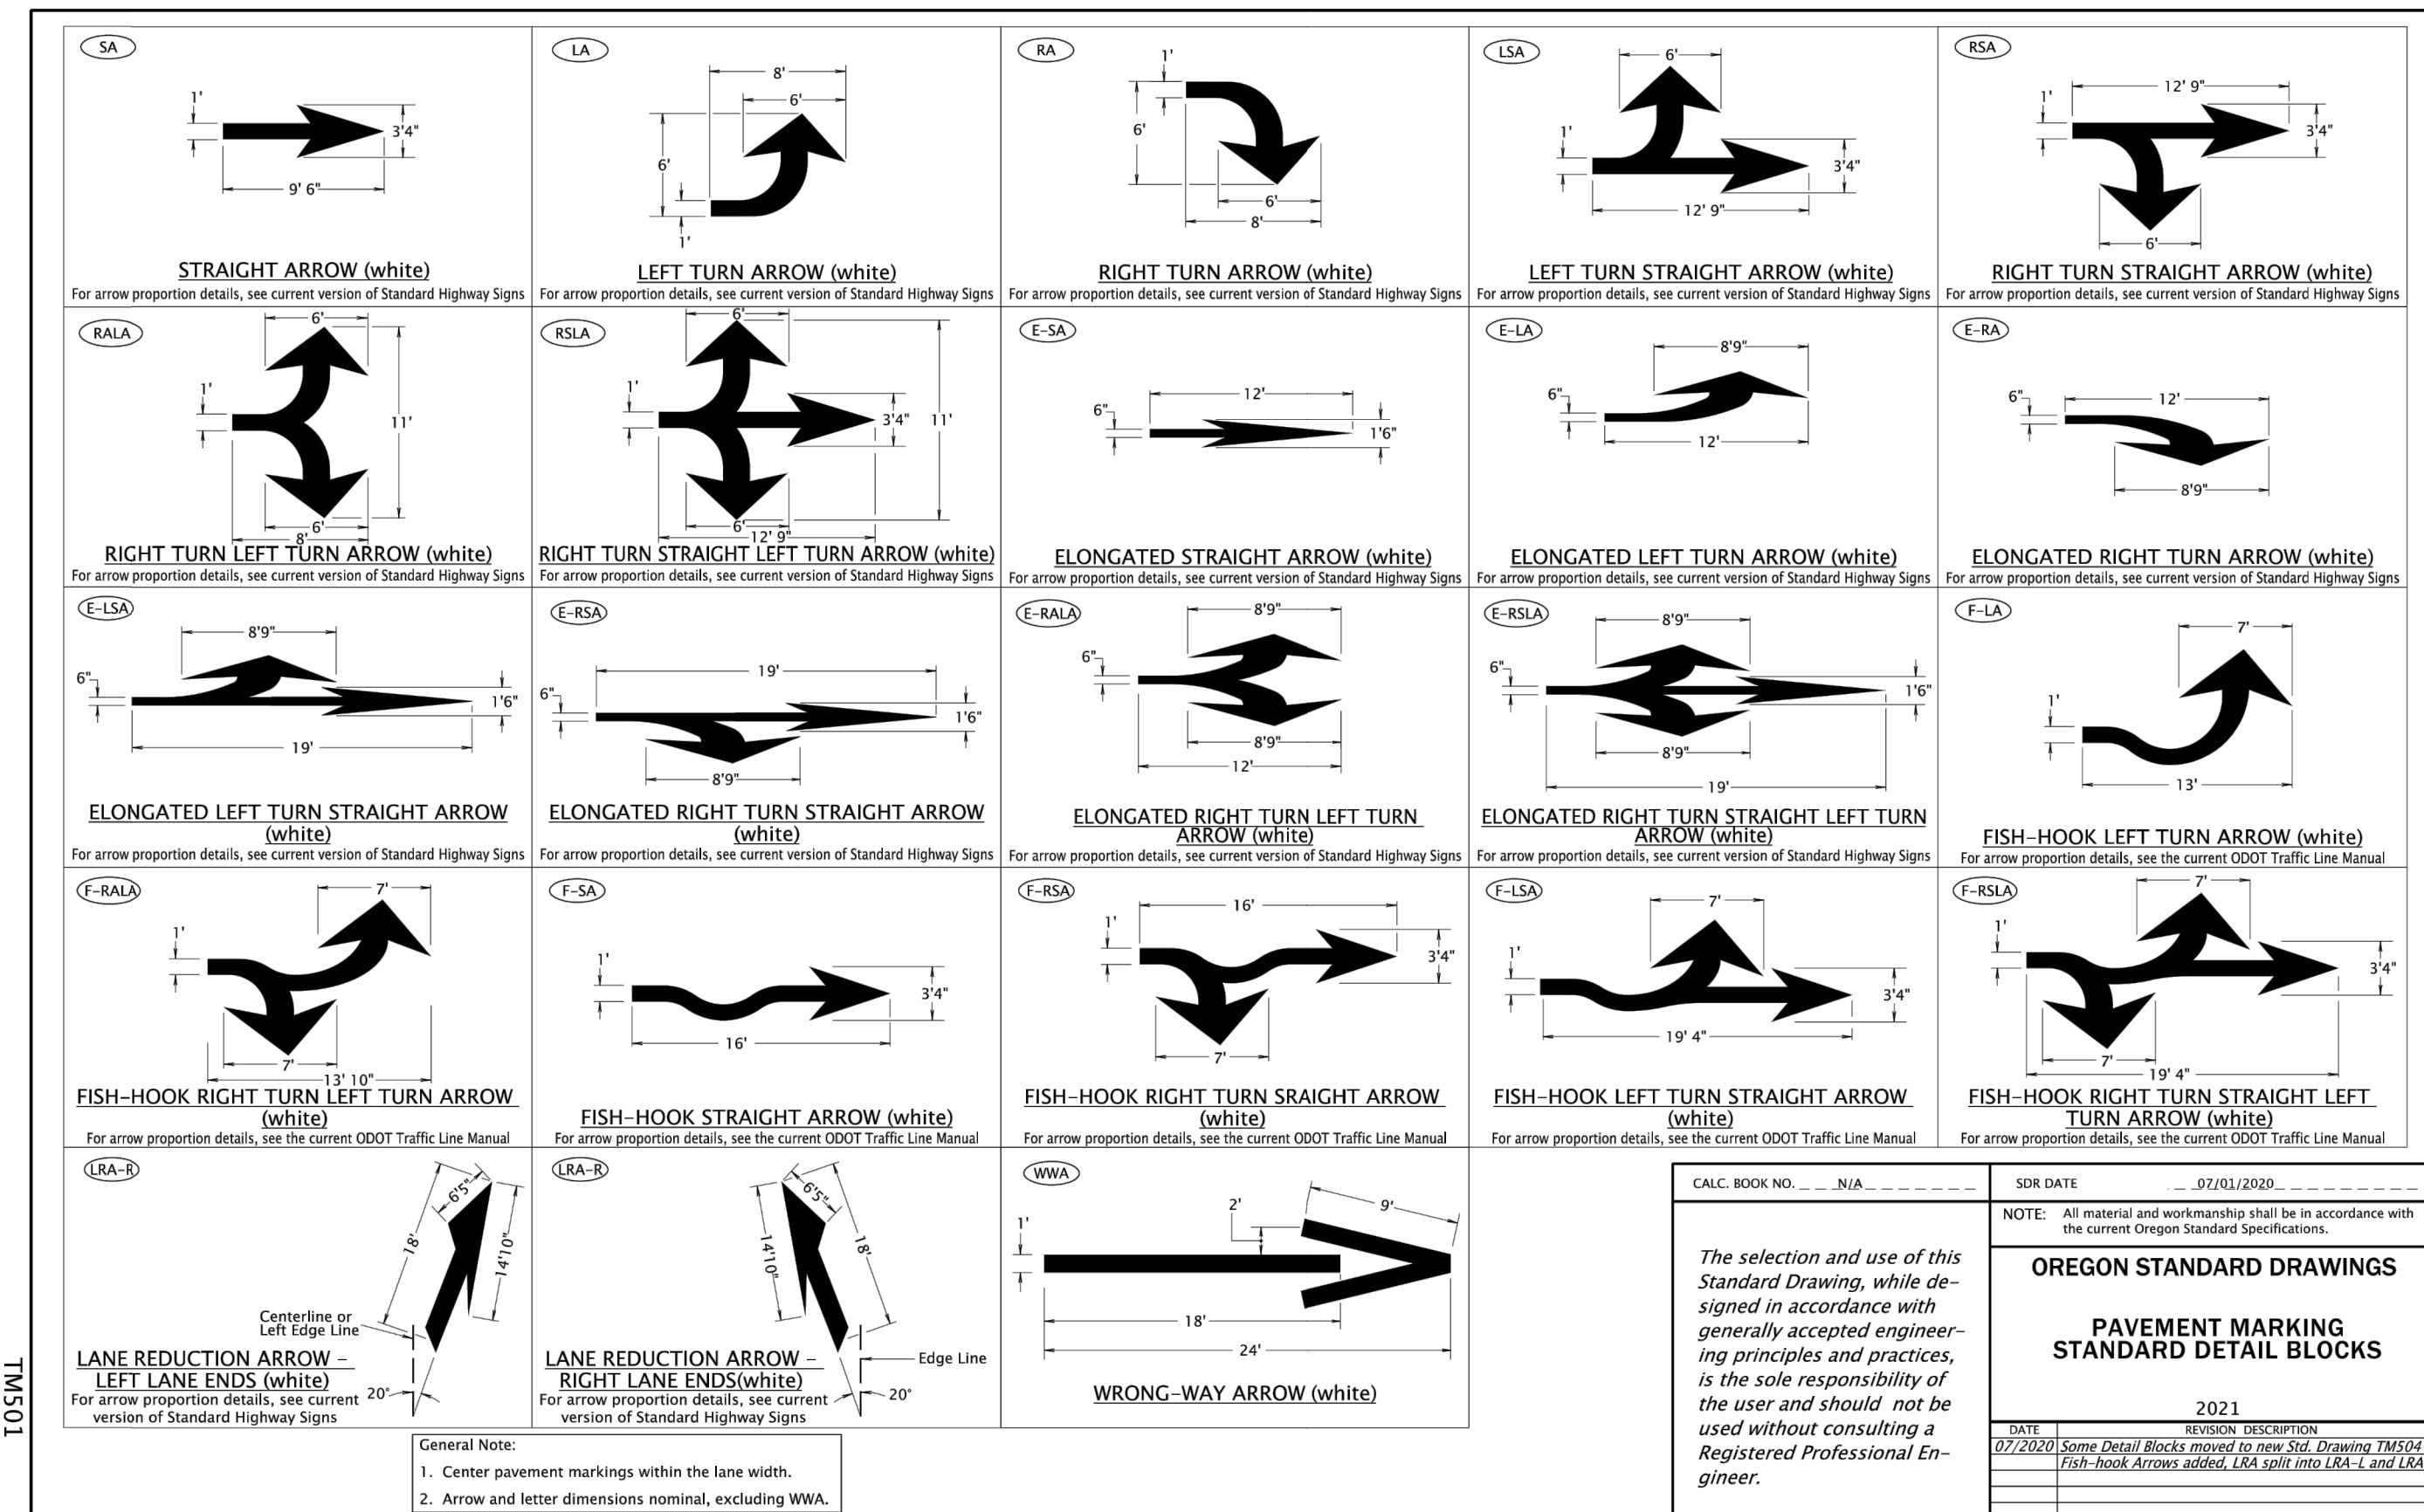 SA
1'
3'4"
9' 6"
STRAIGHT ARROW (white)
For arrow proportion details, see current version of Standard Highway Signs
LA
8'
6'
6'
1'
LEFT TURN ARROW (white)
For arrow proportion details, see current version of Standard Highway Signs
RA
1'
6'
6'
8'
RIGHT TURN ARROW (white)
For arrow proportion details, see current version of Standard Highway Signs
LSA
6'
1'
3'4"
12' 9"
LEFT TURN STRAIGHT ARROW (white)
For arrow proportion details, see current version of Standard Highway Signs
RSA
12' 9"
1'
3'4"
6'
RIGHT TURN STRAIGHT ARROW (white)
For arrow proportion details, see current version of Standard Highway Signs
RALA
6'
1'
11'
6'
8'
RIGHT TURN LEFT TURN ARROW (white)
For arrow proportion details, see current version of Standard Highway Signs
RSLA
6'
1'
3'4"
11'
6'
12' 9"
RIGHT TURN STRAIGHT LEFT TURN ARROW (white)
For arrow proportion details, see current version of Standard Highway Signs
E-SA
12'
6"
1'6"
ELONGATED STRAIGHT ARROW (white)
For arrow proportion details, see current version of Standard Highway Signs
E-LA
8'9"
6"
12'
ELONGATED LEFT TURN ARROW (white)
For arrow proportion details, see current version of Standard Highway Signs
E-RA
6"
12'
8'9"
ELONGATED RIGHT TURN ARROW (white)
For arrow proportion details, see current version of Standard Highway Signs
E-LSA
8'9"
6"
1'6"
19'
ELONGATED LEFT TURN STRAIGHT ARROW
(white)
For arrow proportion details, see current version of Standard Highway Signs
E-RSA
19'
6"
1'6"
8'9"
ELONGATED RIGHT TURN STRAIGHT ARROW
(white)
For arrow proportion details, see current version of Standard Highway Signs
E-RALA
8'9"
6"
8'9"
12'
ELONGATED RIGHT TURN LEFT TURN
ARROW (white)
For arrow proportion details, see current version of Standard Highway Signs
E-RSLA
8'9"
6"
1'6"
8'9"
19'
ELONGATED RIGHT TURN STRAIGHT LEFT TURN
ARROW (white)
For arrow proportion details, see current version of Standard Highway Signs
F-LA
7'
1'
13'
FISH-HOOK LEFT TURN ARROW (white)
For arrow proportion details, see the current ODOT Traffic Line Manual
F-RALA
7'
1'
7'
13' 10"
FISH-HOOK RIGHT TURN LEFT TURN ARROW
(white)
For arrow proportion details, see the current ODOT Traffic Line Manual
F-SA
1'
3'4"
16'
FISH-HOOK STRAIGHT ARROW (white)
For arrow proportion details, see the current ODOT Traffic Line Manual
F-RSA
16'
1'
3'4"
7'
FISH-HOOK RIGHT TURN SRAIGHT ARROW
(white)
For arrow proportion details, see the current ODOT Traffic Line Manual
F-LSA
7'
1'
3'4"
19' 4"
FISH-HOOK LEFT TURN STRAIGHT ARROW
(white)
For arrow proportion details, see the current ODOT Traffic Line Manual
F-RSLA
7'
1'
3'4"
7'
19' 4"
FISH-HOOK RIGHT TURN STRAIGHT LEFT
TURN ARROW (white)
For arrow proportion details, see the current ODOT Traffic Line Manual
LRA-R
6'5"
18'
14'10"
Centerline or
Left Edge Line
LANE REDUCTION ARROW -
LEFT LANE ENDS (white)
For arrow proportion details, see current
version of Standard Highway Signs
20°
LRA-R
6'5"
14'10"
18'
Edge Line
LANE REDUCTION ARROW -
RIGHT LANE ENDS(white)
For arrow proportion details, see current
version of Standard Highway Signs
20°
WWA
2'
9'
1'
18'
24'
WRONG-WAY ARROW (white)
General Note:
1. Center pavement markings within the lane width.
2. Arrow and letter dimensions nominal, excluding WWA.
TM501
CALC. BOOK NO. N/A
SDR DATE 07/01/2020
NOTE: All material and workmanship shall be in accordance with
the current Oregon Standard Specifications.
The selection and use of this
Standard Drawing, while de-
signed in accordance with
generally accepted engineer-
ing principles and practices,
is the sole responsibility of
the user and should not be
used without consulting a
Registered Professional En-
gineer.
OREGON STANDARD DRAWINGS
PAVEMENT MARKING
STANDARD DETAIL BLOCKS
2021
DATE REVISION DESCRIPTION
07/2020 Some Detail Blocks moved to new Std. Drawing TM504
Fish-hook Arrows added, LRA split into LRA-L and LRA